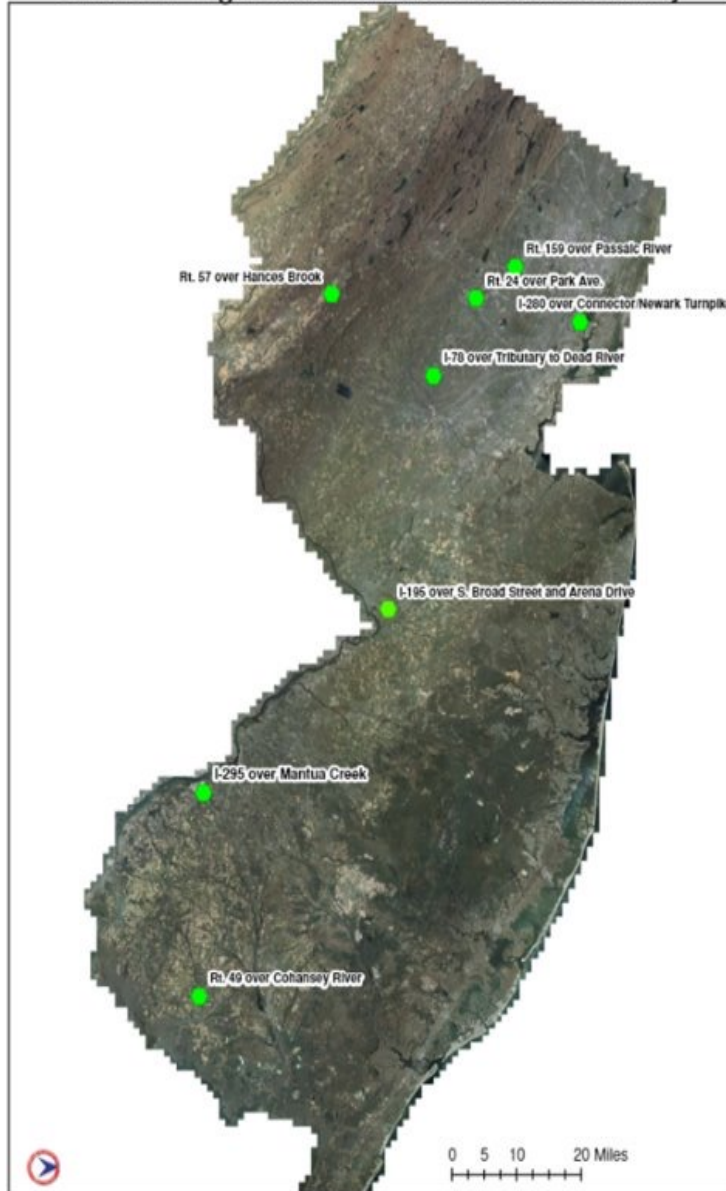 Rt. 159 over Passaic River
Rt. 57 over Hances Brook
Rt. 24 over Park Ave.
I-280 over Connector/Newark Turnpik
I-78 over Tributary to Dead River
I-195 over S. Broad Street and Arena Drive
I-295 over Mantua Creek
Rt. 49 over Cohansey River
0 5 10 20 Miles